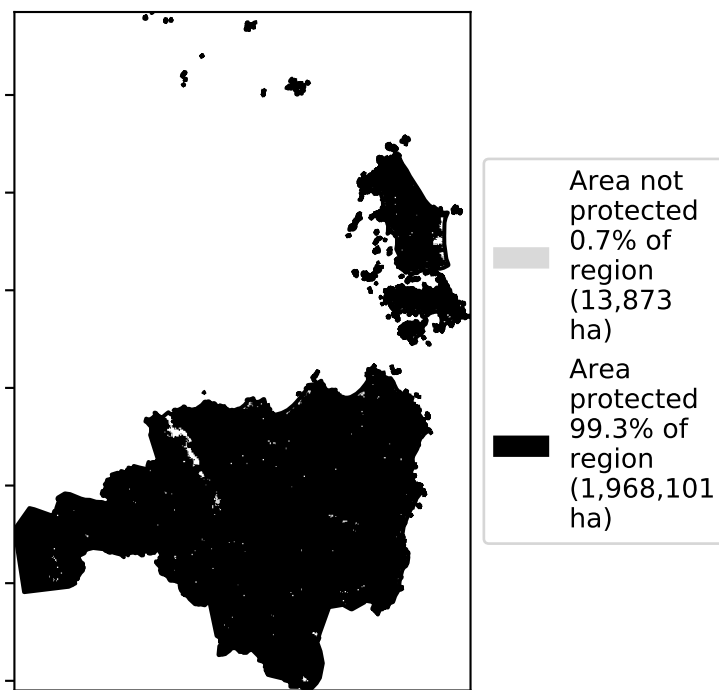 Area not
protected
0.7% of
region
(13,873
ha)
Area
protected
99.3% of
region
(1,968,101
ha)